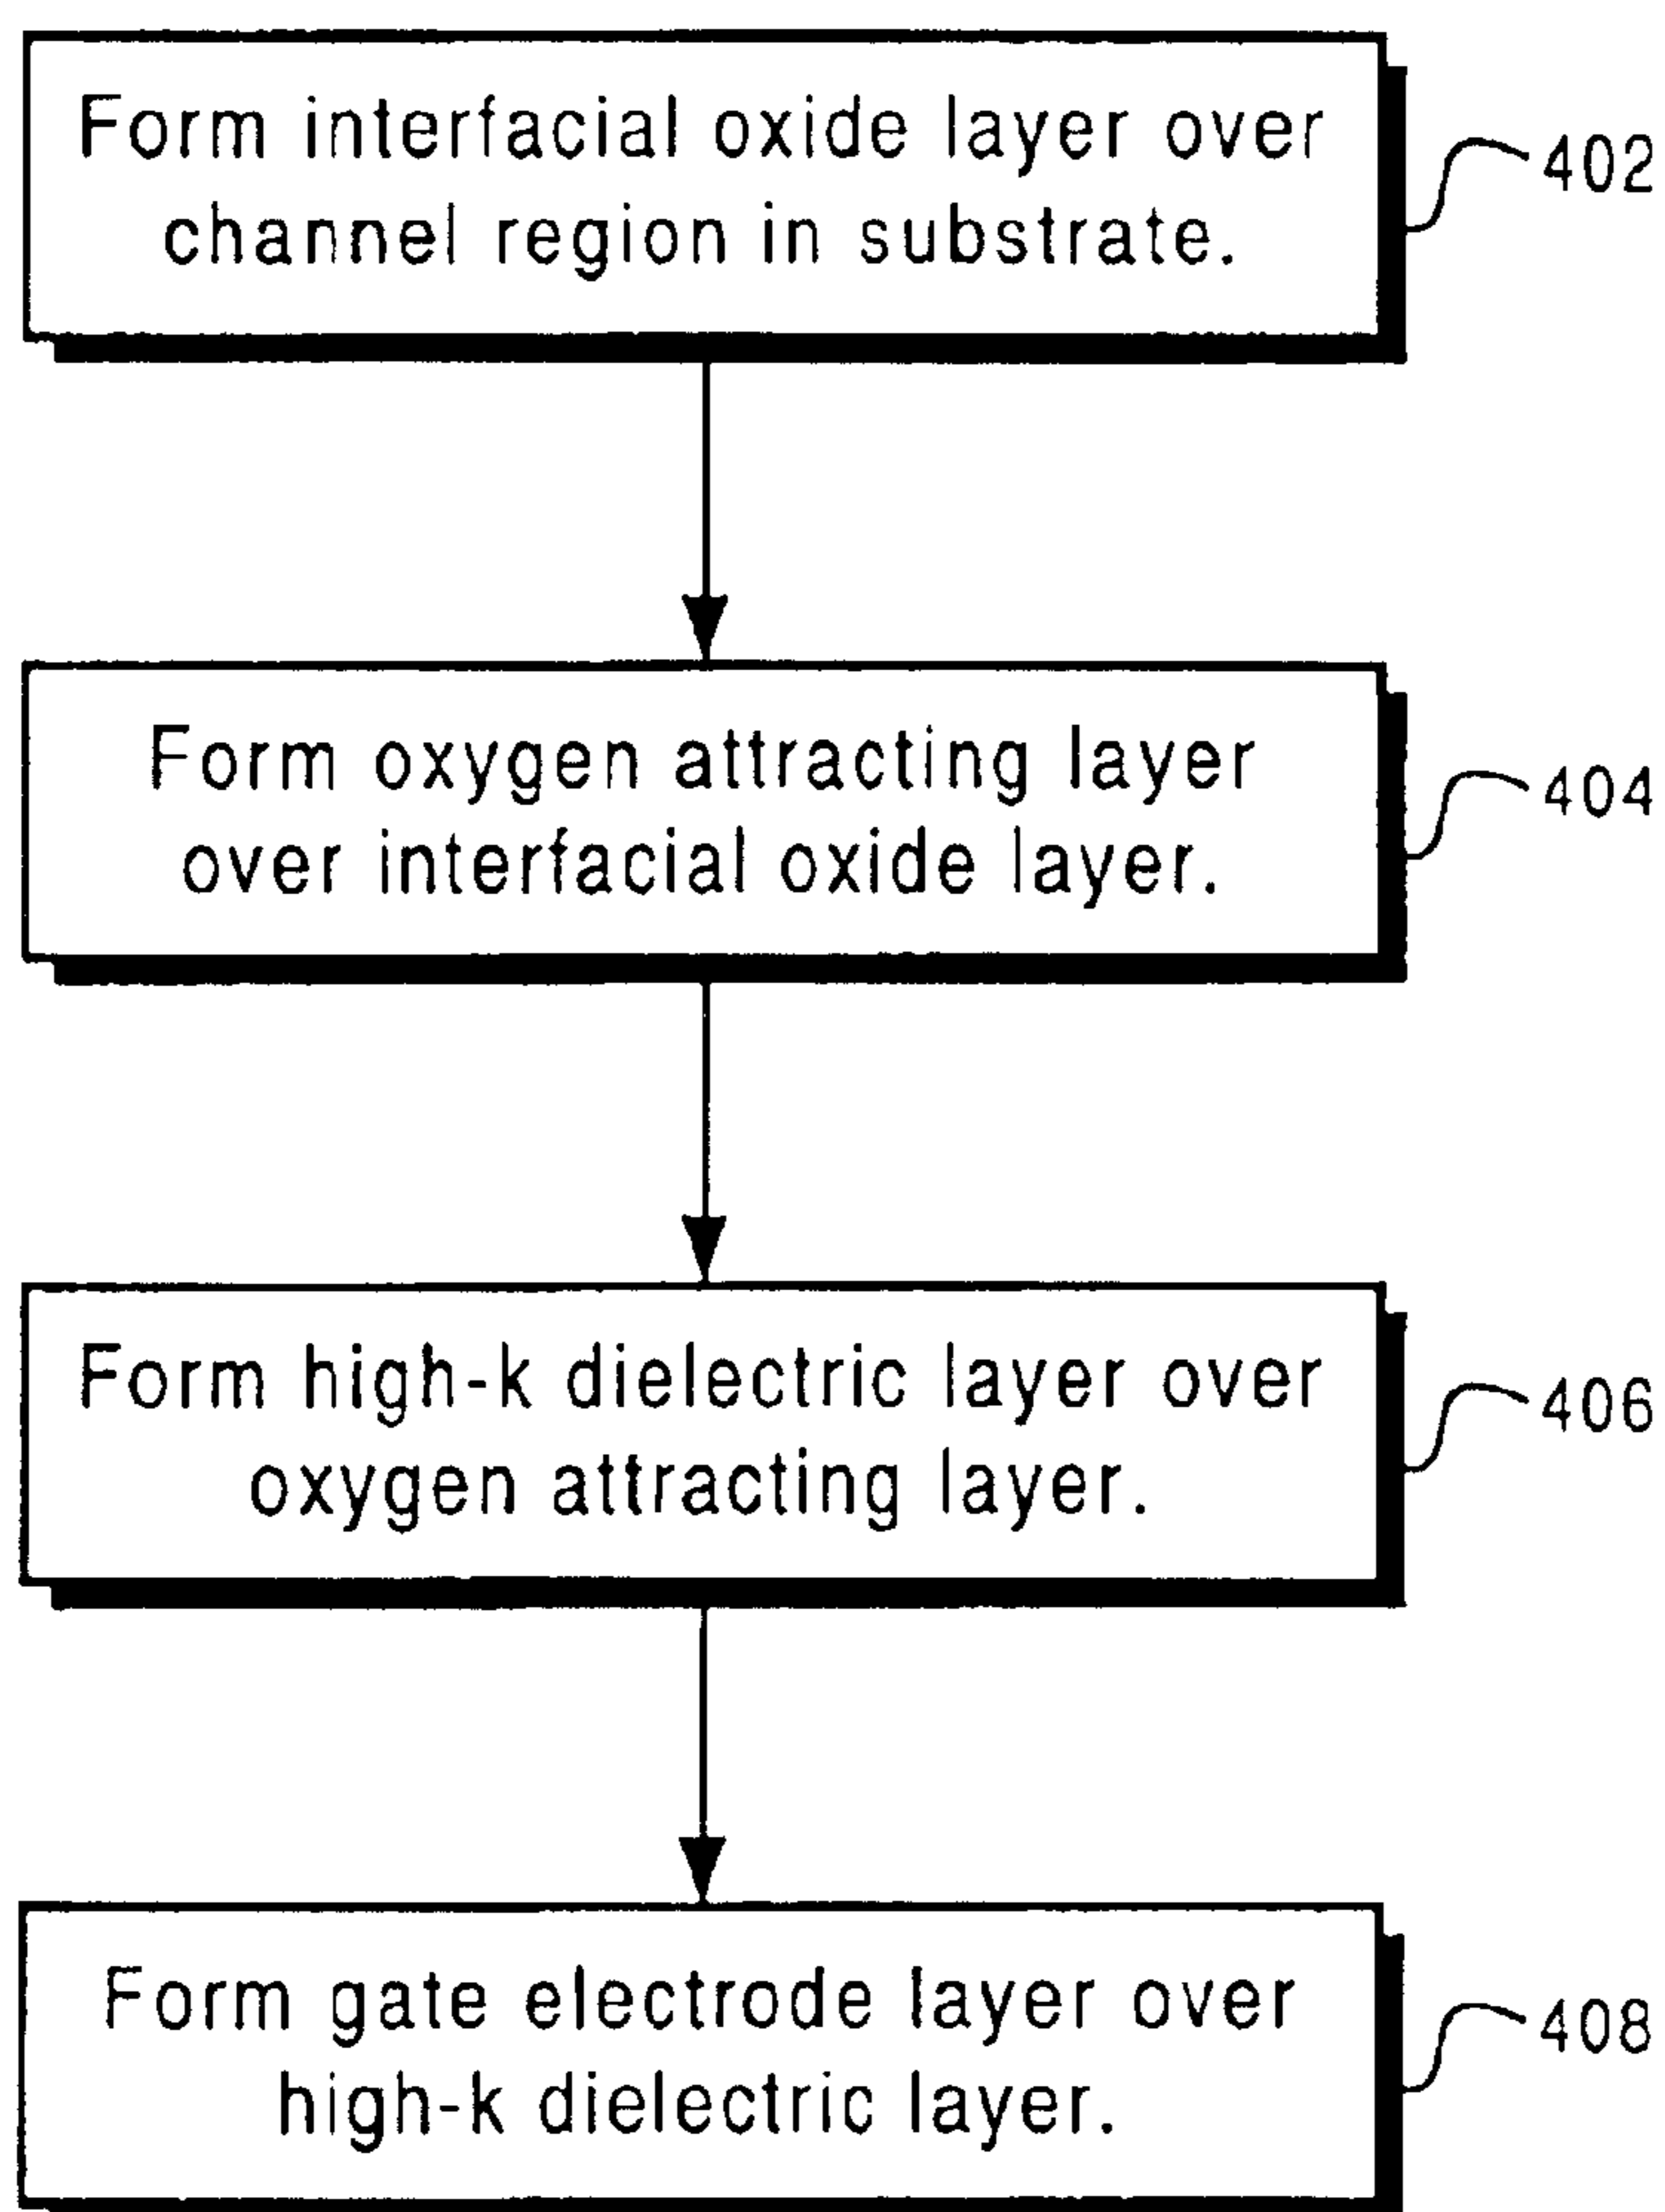 Form interfacial oxide layer over
channel region in substrate.
402
Form oxygen attracting layer
over interfacial oxide layer.
404
Form high-k dielectric layer over
oxygen attracting layer.
406
Form gate electrode layer over
high-k dielectric layer.
408